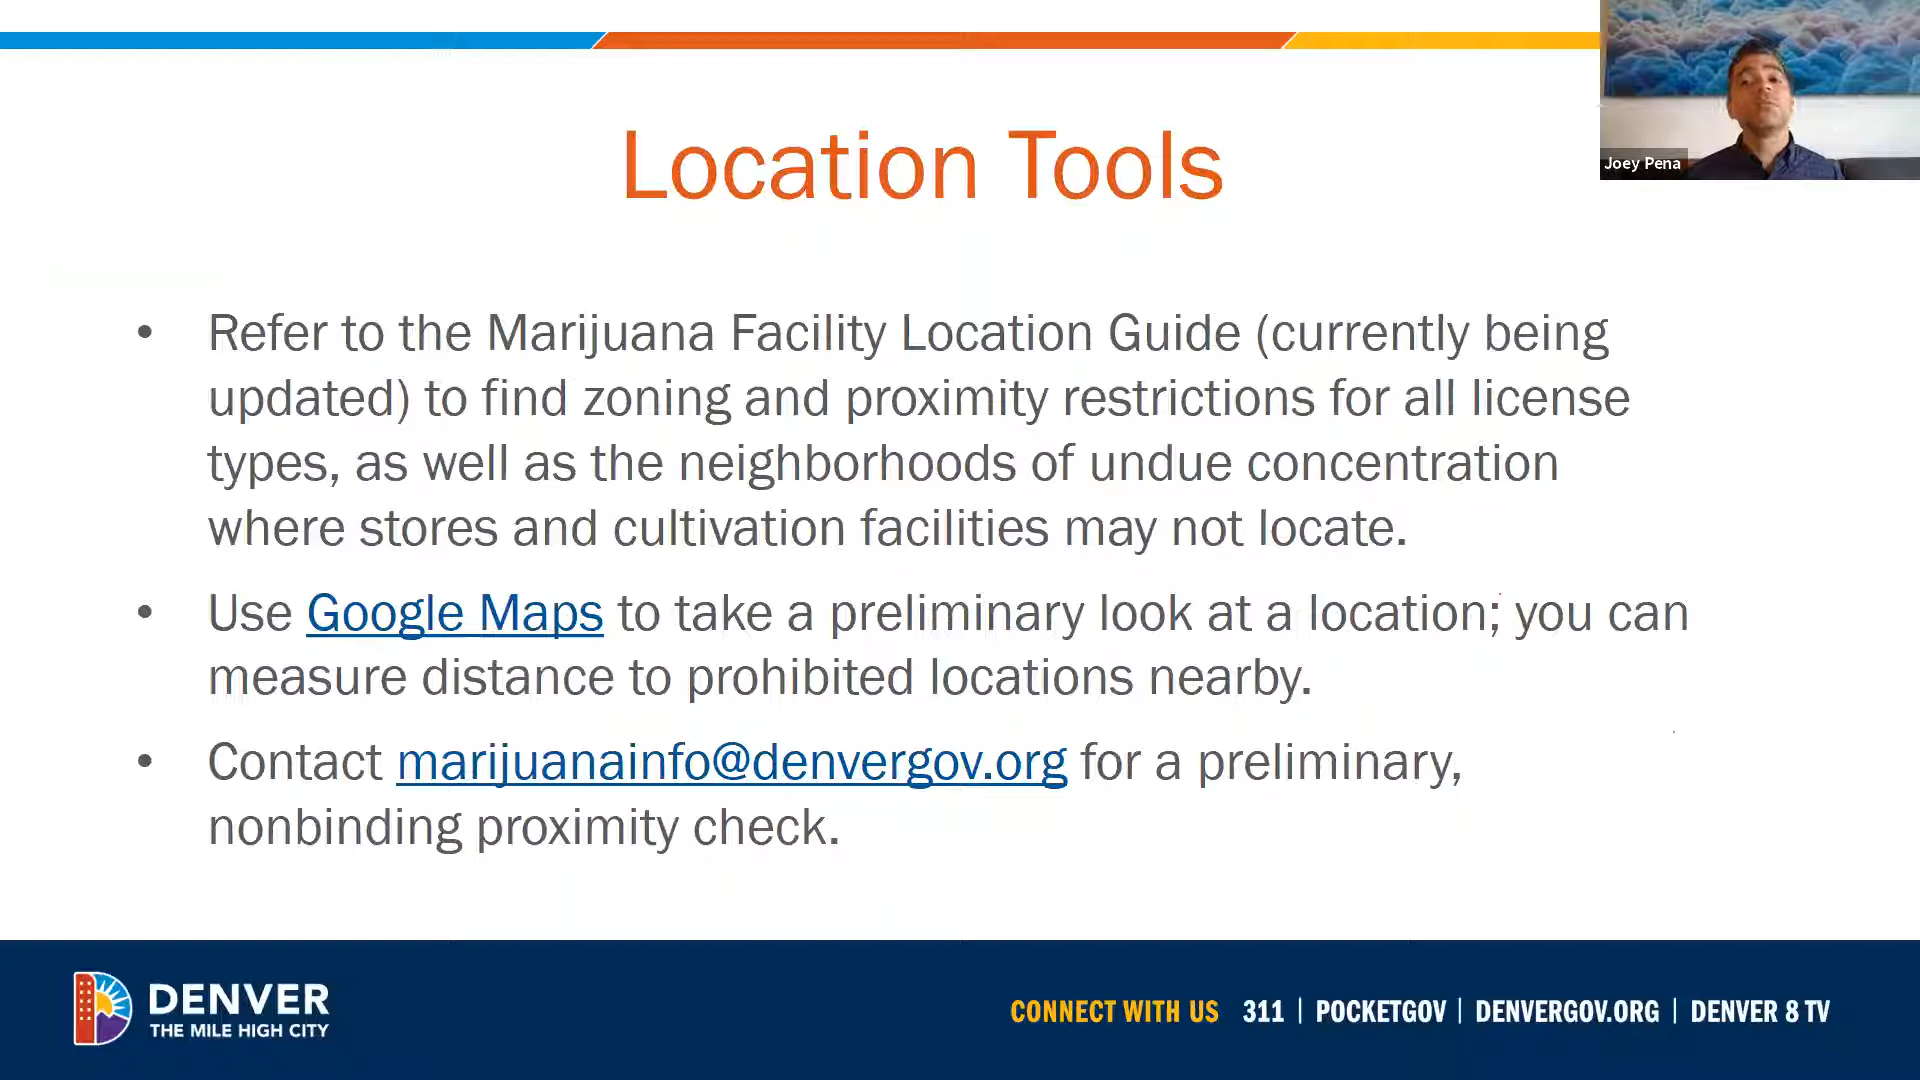 Joey Pena
Location Tools
• Refer to the Marijuana Facility Location Guide (currently being
updated) to find zoning and proximity restrictions for all license
types, as well as the neighborhoods of undue concentration
where stores and cultivation facilities may not locate.
• Use Google Maps to take a preliminary look at a location; you can
measure distance to prohibited locations nearby.
• Contact marijuanainfo@denvergov.org for a preliminary,
nonbinding proximity check.
DENVER
THE MILE HIGH CITY
CONNECT WITH US 311 | POCKETGOV | DENVERGOV.ORG | DENVER 8 TV